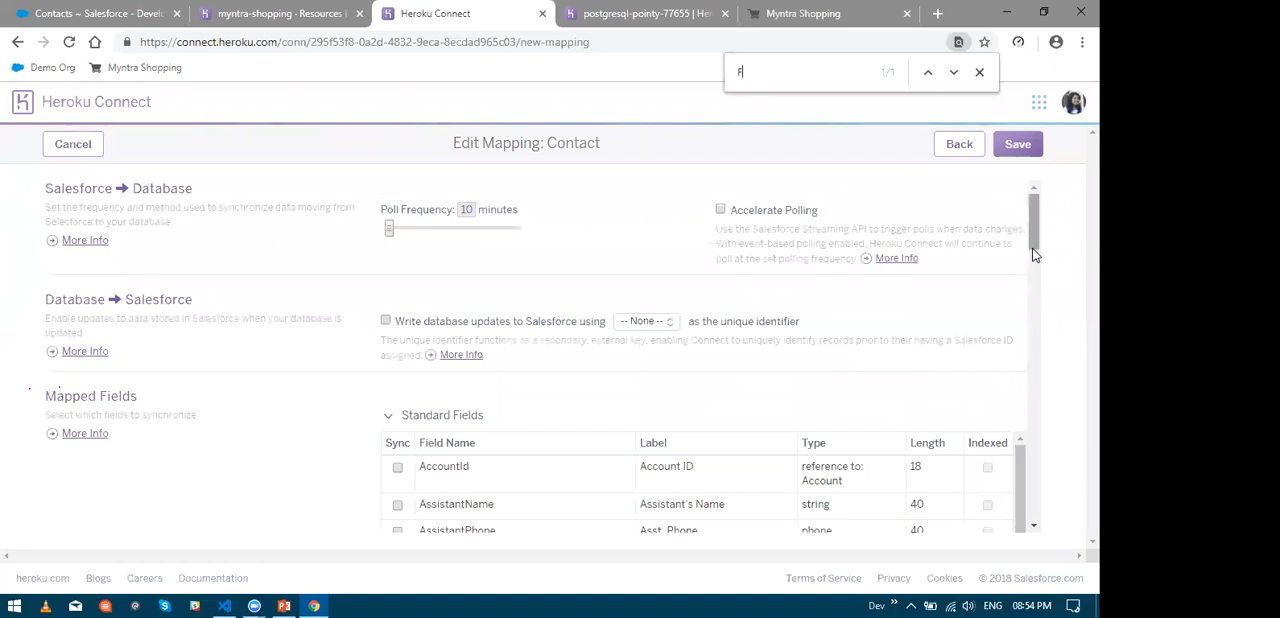 Contacts ~ Salesforce - Develo
myntra-shopping · Resources |
Heroku Connect
postgresql-pointy-77655 | Her
Myntra Shopping
https://connect.heroku.com/conn/295f53f8-0a2d-4832-9eca-8ecdad965c03/new-mapping
Demo Org
Myntra Shopping
F
1/1
Heroku Connect
Cancel
Edit Mapping: Contact
Back
Save
Salesforce → Database
Set the frequency and method used to synchronize data moving from
Salesforce to your database.
More Info
Poll Frequency: 10 minutes
Accelerate Polling
Use the Salesforce Streaming API to trigger polls when data changes.
With event-based polling enabled, Heroku Connect will continue to
poll at the set polling frequency. More Info
Database → Salesforce
Enable updates to data stored in Salesforce when your database is
updated
More Info
Write database updates to Salesforce using -- None -- as the unique identifier
The unique identifier functions as a secondary, external key, enabling Connect to uniquely identify records prior to their having a Salesforce ID
assigned. More Info
Mapped Fields
Select which fields to synchronize.
More Info
Standard Fields
Sync Field Name Label Type Length Indexed
AccountId Account ID reference to: 18
Account
AssistantName Assistant's Name string 40
AssistantPhone Asst. Phone phone 40
heroku.com Blogs Careers Documentation
Terms of Service Privacy Cookies © 2018 Salesforce.com
Dev » ENG 08:54 PM